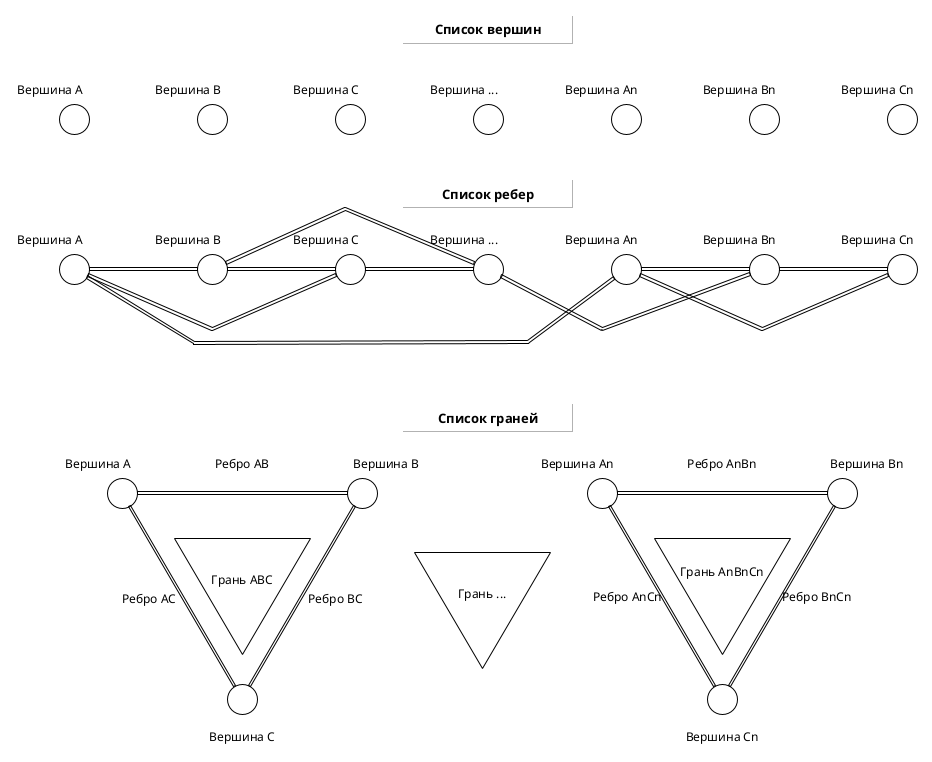 Список вершин
Вершина A
Вершина B
Вершина C
Вершина ...
Вершина An
Вершина Bn
Вершина Cn
Список ребер
Вершина A
Вершина B
Вершина C
Вершина ...
Вершина An
Вершина Bn
Вершина Cn
Список граней
Вершина A
Ребро AB
Вершина B
Вершина An
Ребро AnBn
Вершина Bn
Грань ABC
Грань ...
Грань AnBnCn
Ребро AC
Ребро BC
Ребро AnCn
Ребро BnCn
Вершина C
Вершина Cn